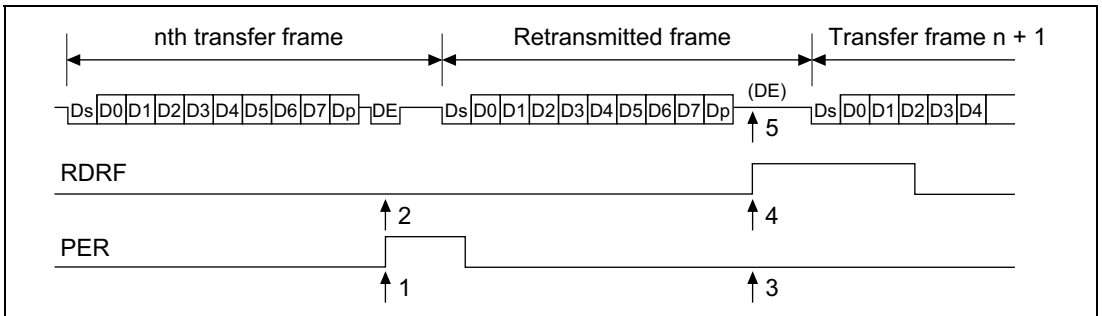 nth transfer frame Retransmitted frame Transfer frame n + 1
(DE)
Ds D0 D1 D2 D3 D4 D5 D6 D7 Dp DE Ds D0 D1 D2 D3 D4 D5 D6 D7 Dp Ds D0 D1 D2 D3 D4
5
RDRF
2 4
PER
1 3